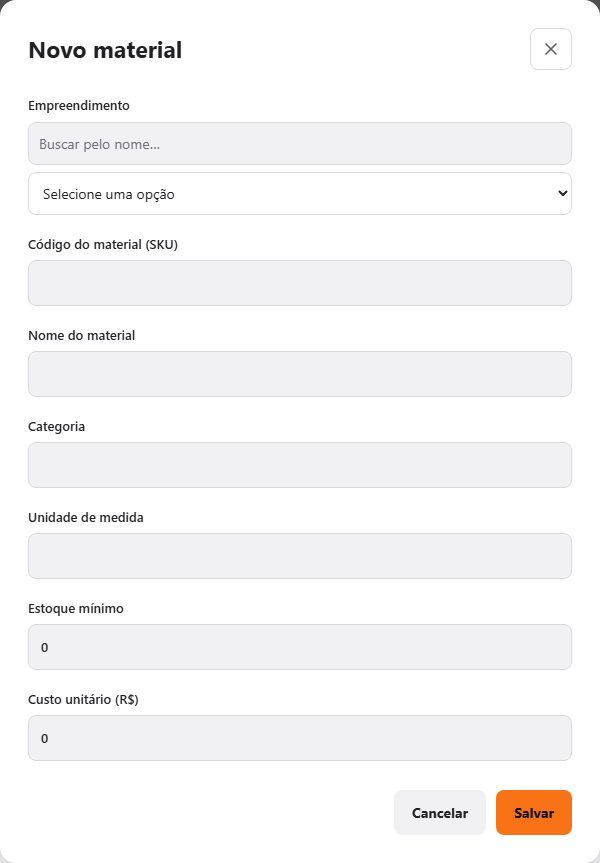 Novo material
Empreendimento
Buscar pelo nome...
Selecione uma opção
Código do material (SKU)
Nome do material
Categoria
Unidade de medida
Estoque mínimo
0
Custo unitário (R$)
0
Cancelar
Salvar